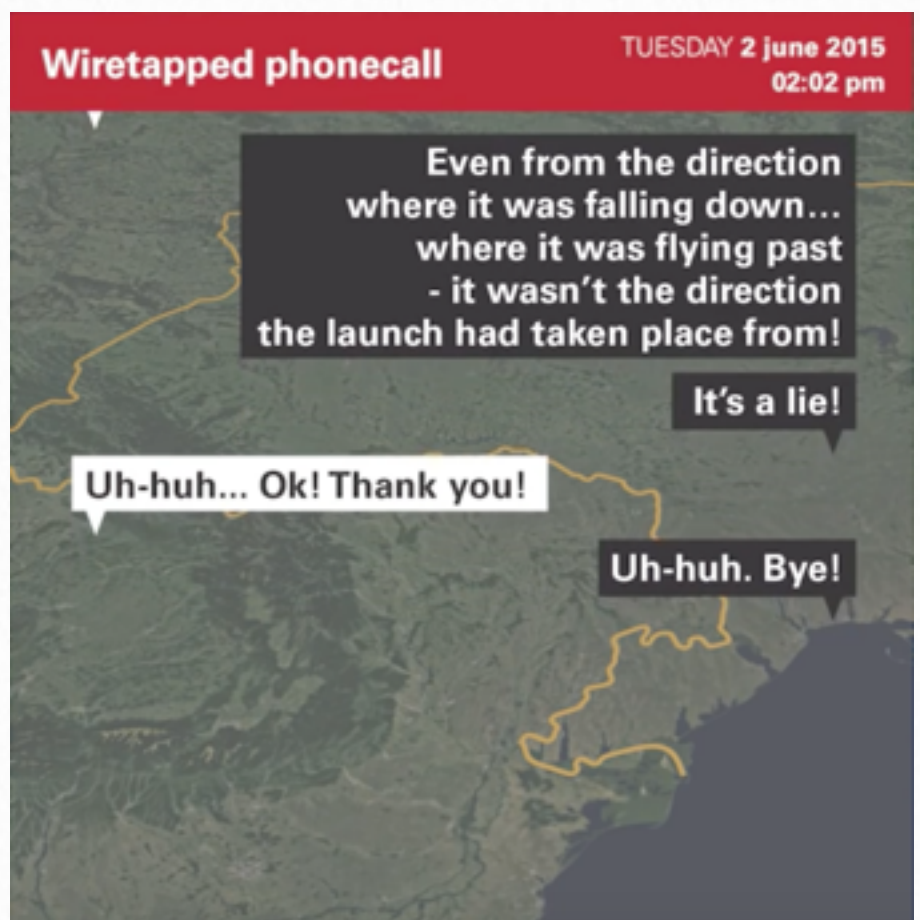 Wiretapped phonecall
TUESDAY 2 june 2015
02:02 pm
Even from the direction
where it was falling down...
where it was flying past
- it wasn't the direction
the launch had taken place from!
It's a lie!
Uh-huh... Ok! Thank you!
Uh-huh. Bye!